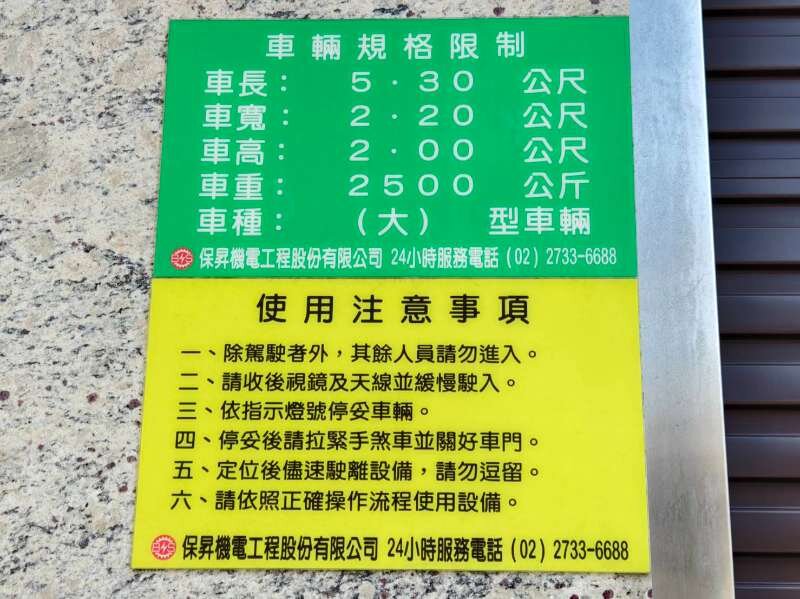 車輛規格限制
車長： 5．30 公尺
車寬： 2．20 公尺
車高： 2．00 公尺
車重： 2500 公斤
車種： （大） 型車輛
保昇機電工程股份有限公司 24小時服務電話（02）2733-6688
使用注意事項
一、除駕駛者外，其餘人員請勿進入。
二、請收後視鏡及天線並緩慢駛入。
三、依指示燈號停妥車輛。
四、停妥後請拉緊手煞車並關好車門。
五、定位後儘速駛離設備，請勿逗留。
六、請依照正確操作流程使用設備。
保昇機電工程股份有限公司 24小時服務電話（02）2733-6688